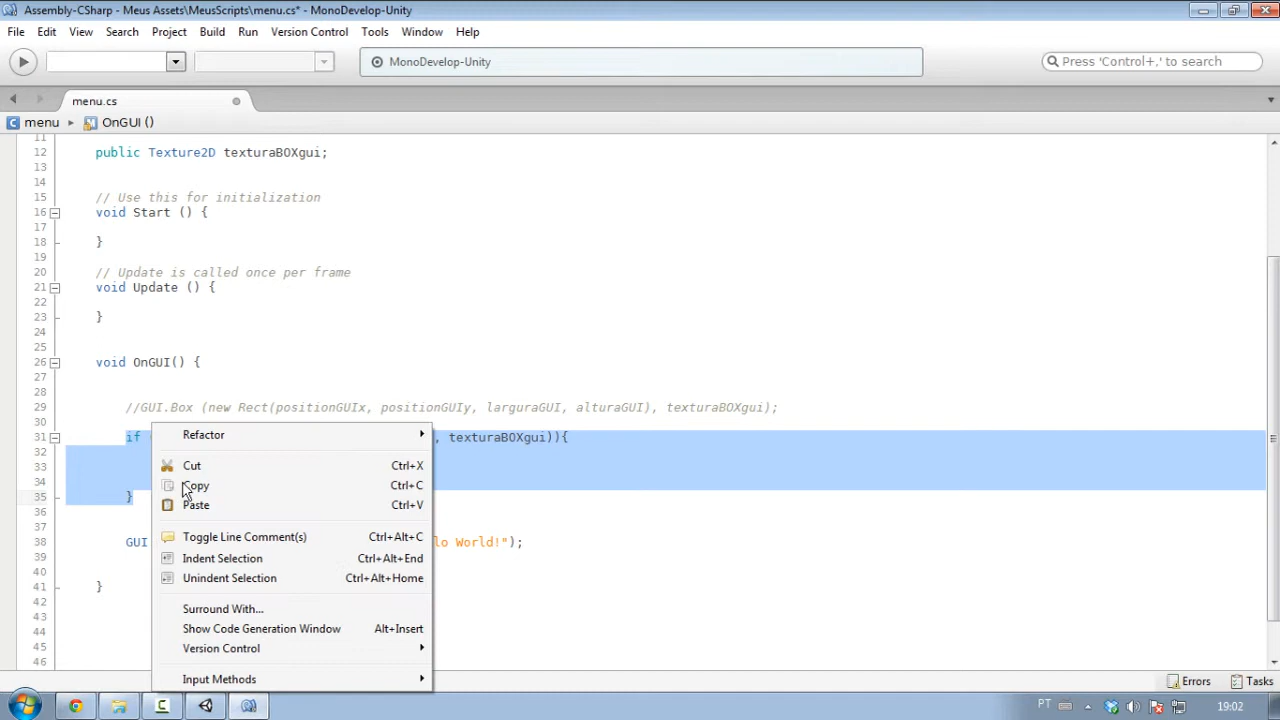 Assembly-CSharp - Meus Assets\MeusScripts\menu.cs* - MonoDevelop-Unity
File Edit View Search Project Build Run Version Control Tools Window Help
MonoDevelop-Unity
Press 'Control+,' to search
menu.cs
menu OnGUI ()
11
12 public Texture2D texturaBOXgui;
13
14
15 // Use this for initialization
16 void Start () {
17
18 }
19
20 // Update is called once per frame
21 void Update () {
22
23 }
24
25
26 void OnGUI() {
27
28
29 //GUI.Box (new Rect(positionGUIx, positionGUIy, larguraGUI, alturaGUI), texturaBOXgui);
30
31 if , texturaBOXgui)){
32
33
34
35 }
36
37
38 GUI lo World!");
39
40
41 }
42
43
44
45
46
Refactor
Cut Ctrl+X
Copy Ctrl+C
Paste Ctrl+V
Toggle Line Comment(s) Ctrl+Alt+C
Indent Selection Ctrl+Alt+End
Unindent Selection Ctrl+Alt+Home
Surround With...
Show Code Generation Window Alt+Insert
Version Control
Input Methods
Errors Tasks
PT 19:02